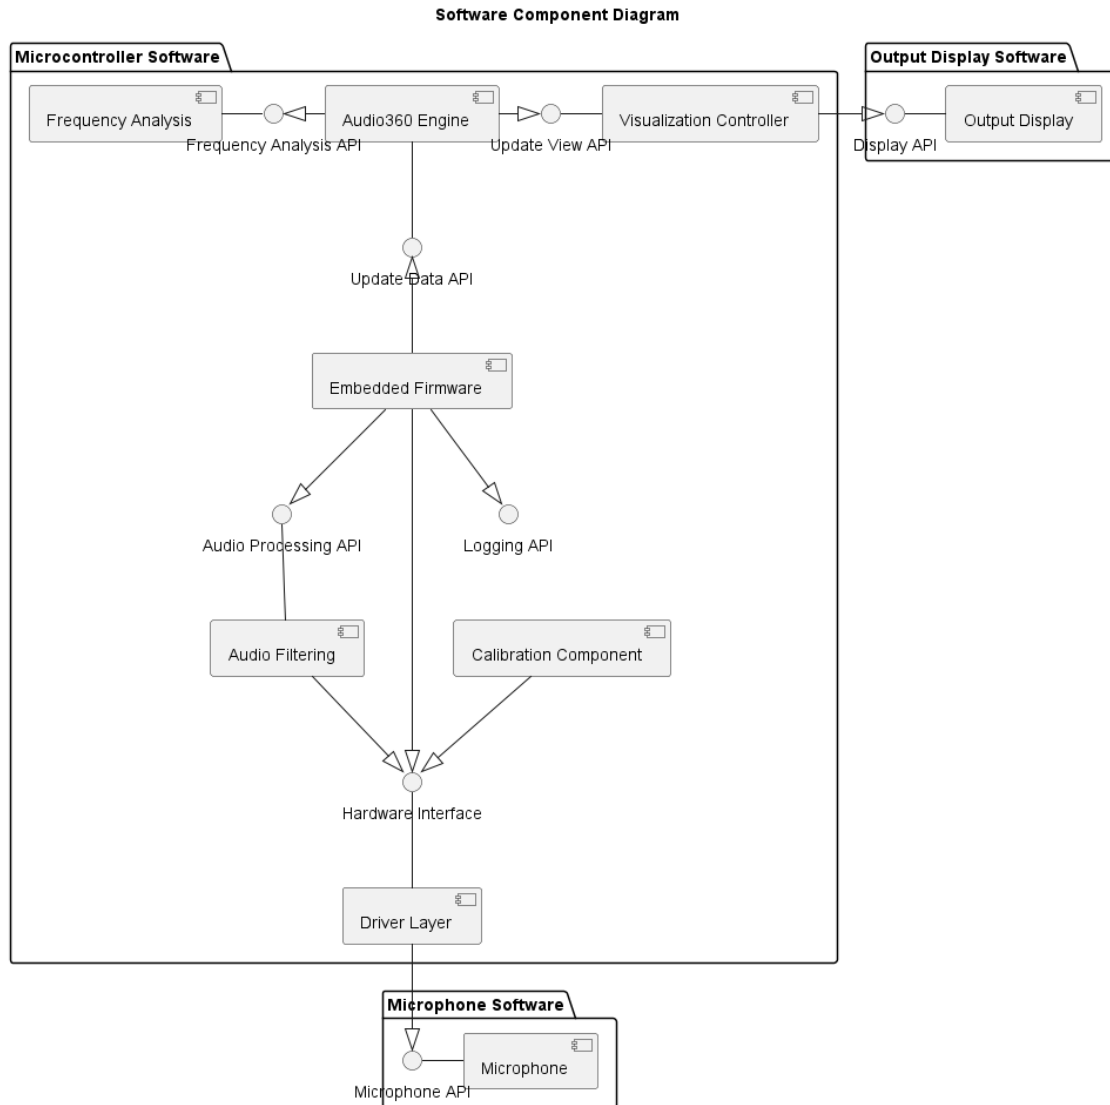 Software Component Diagram
Microcontroller Software
Output Display Software
Frequency Analysis
Audio360 Engine
Visualization Controller
Output Display
Frequency Analysis API
Update View API
Display API
Update Data API
Embedded Firmware
Audio Processing API
Logging API
Audio Filtering
Calibration Component
Hardware Interface
Driver Layer
Microphone Software
Microphone
Microphone API